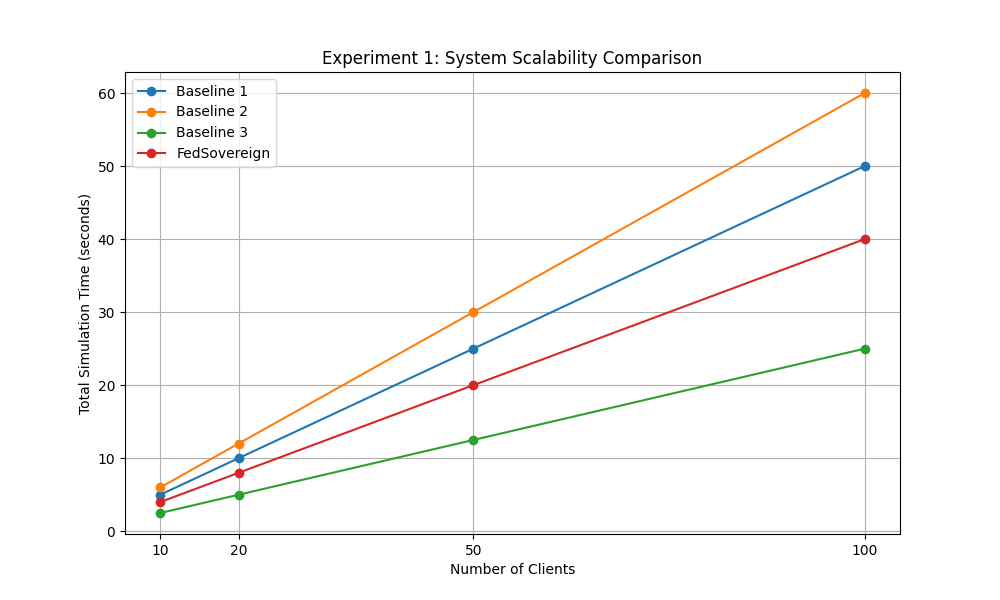 Experiment 1: System Scalability Comparison
Baseline 1
Baseline 2
Baseline 3
FedSovereign
Total Simulation Time (seconds)
60
50
40
30
20
10
0
10 20 50 100
Number of Clients